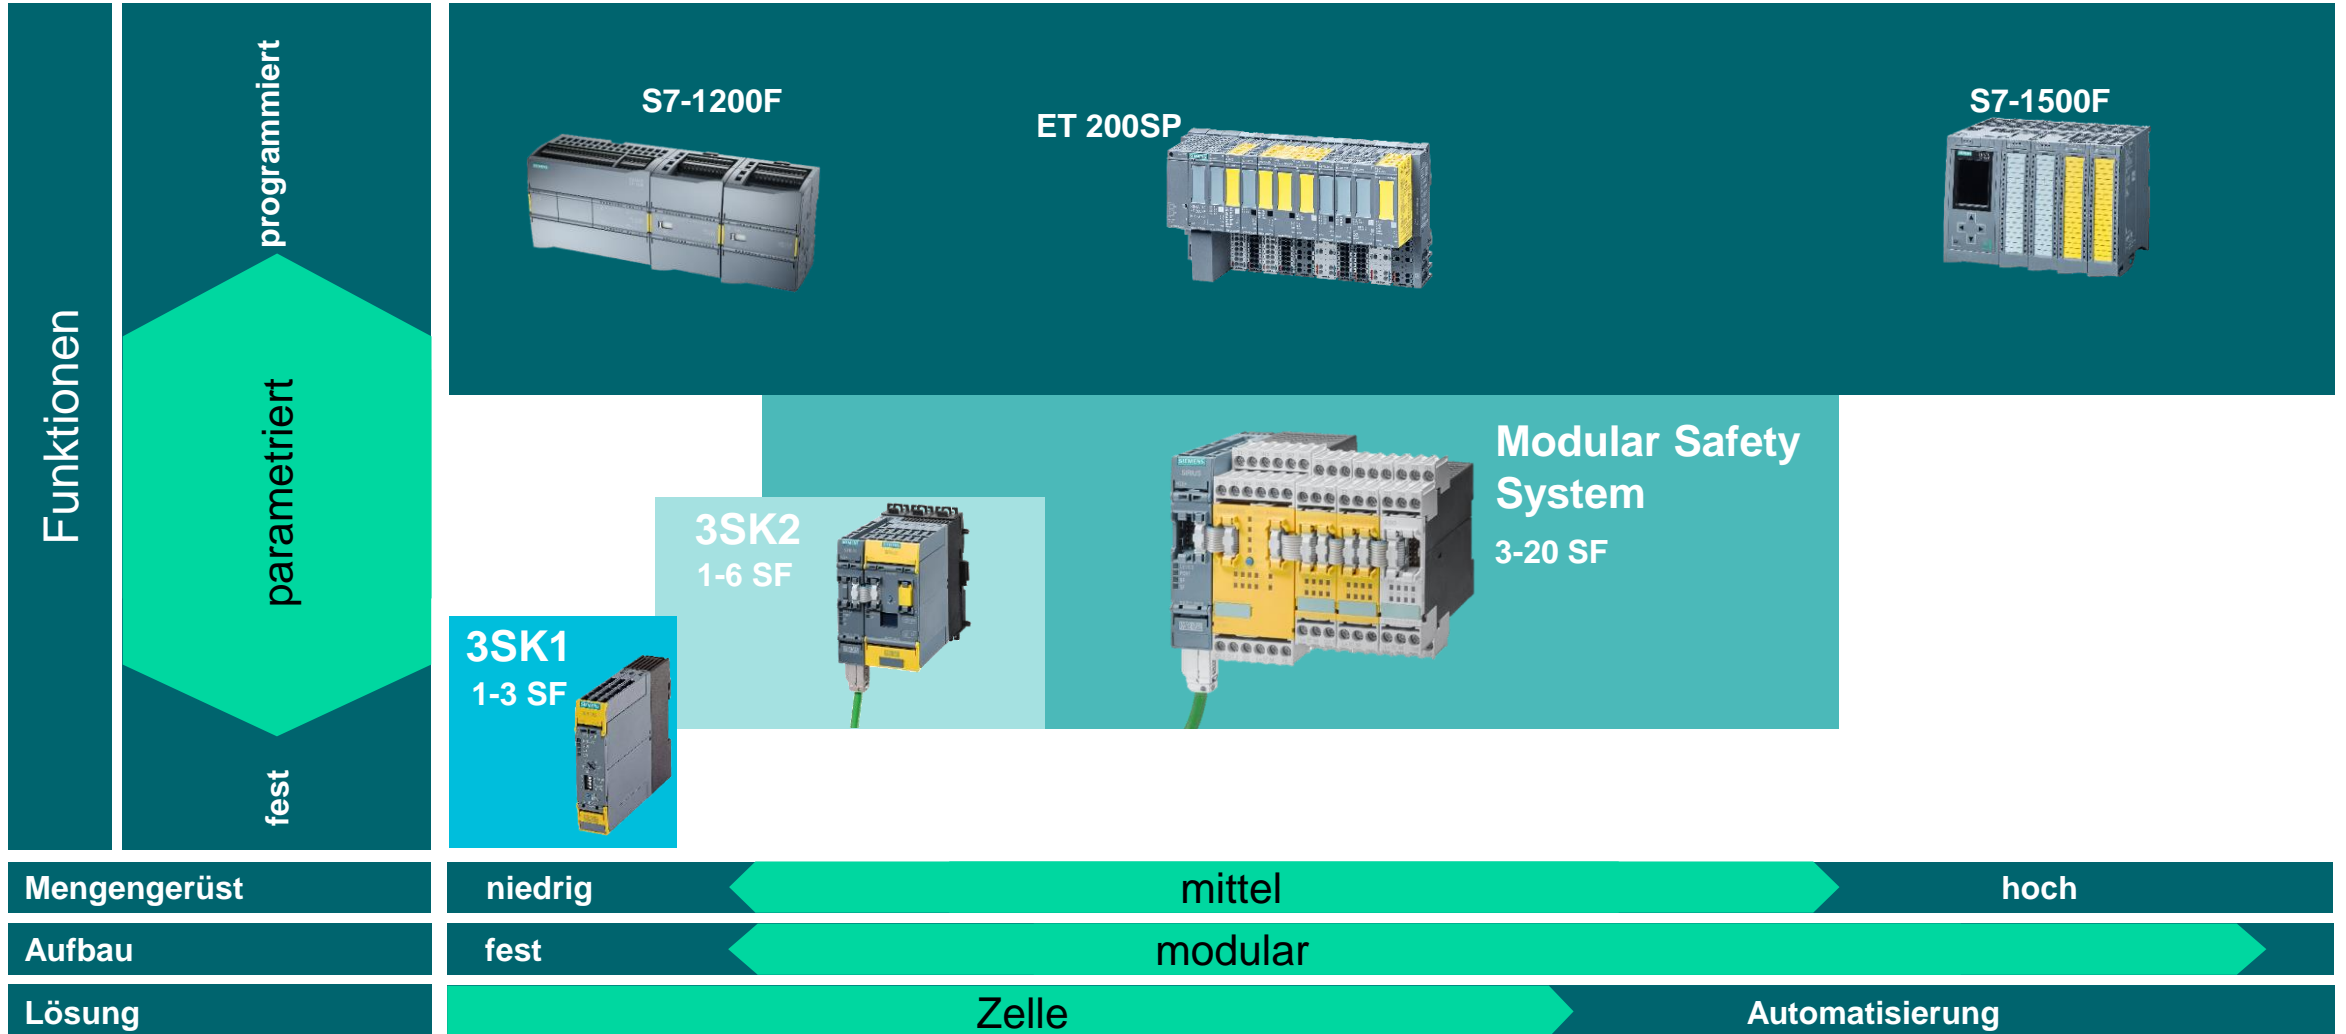 Funktionen
programmiert
parametriert
fest
S7-1200F
ET 200SP
S7-1500F
Modular Safety
System
3-20 SF
3SK2
1-6 SF
3SK1
1-3 SF
Mengengerüst
niedrig
mittel
hoch
Aufbau
fest
modular
Lösung
Zelle
Automatisierung